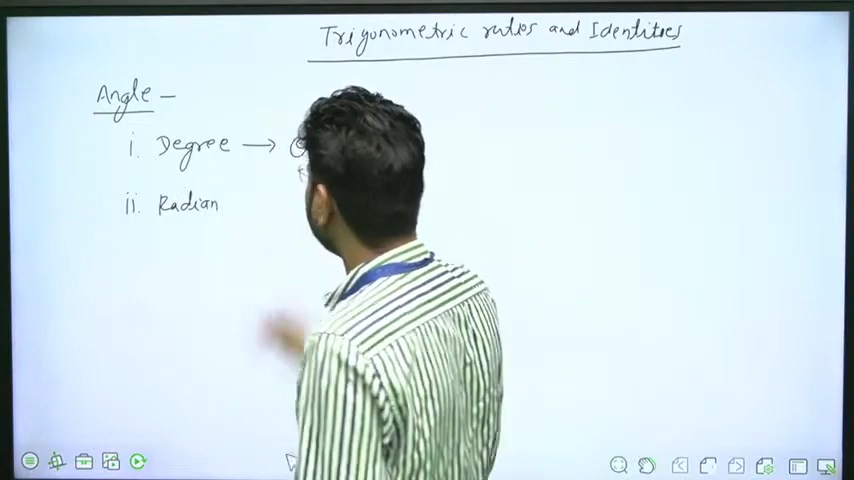 Trigonometric ratios and Identities
Angle —
i. Degree →
ii. Radian